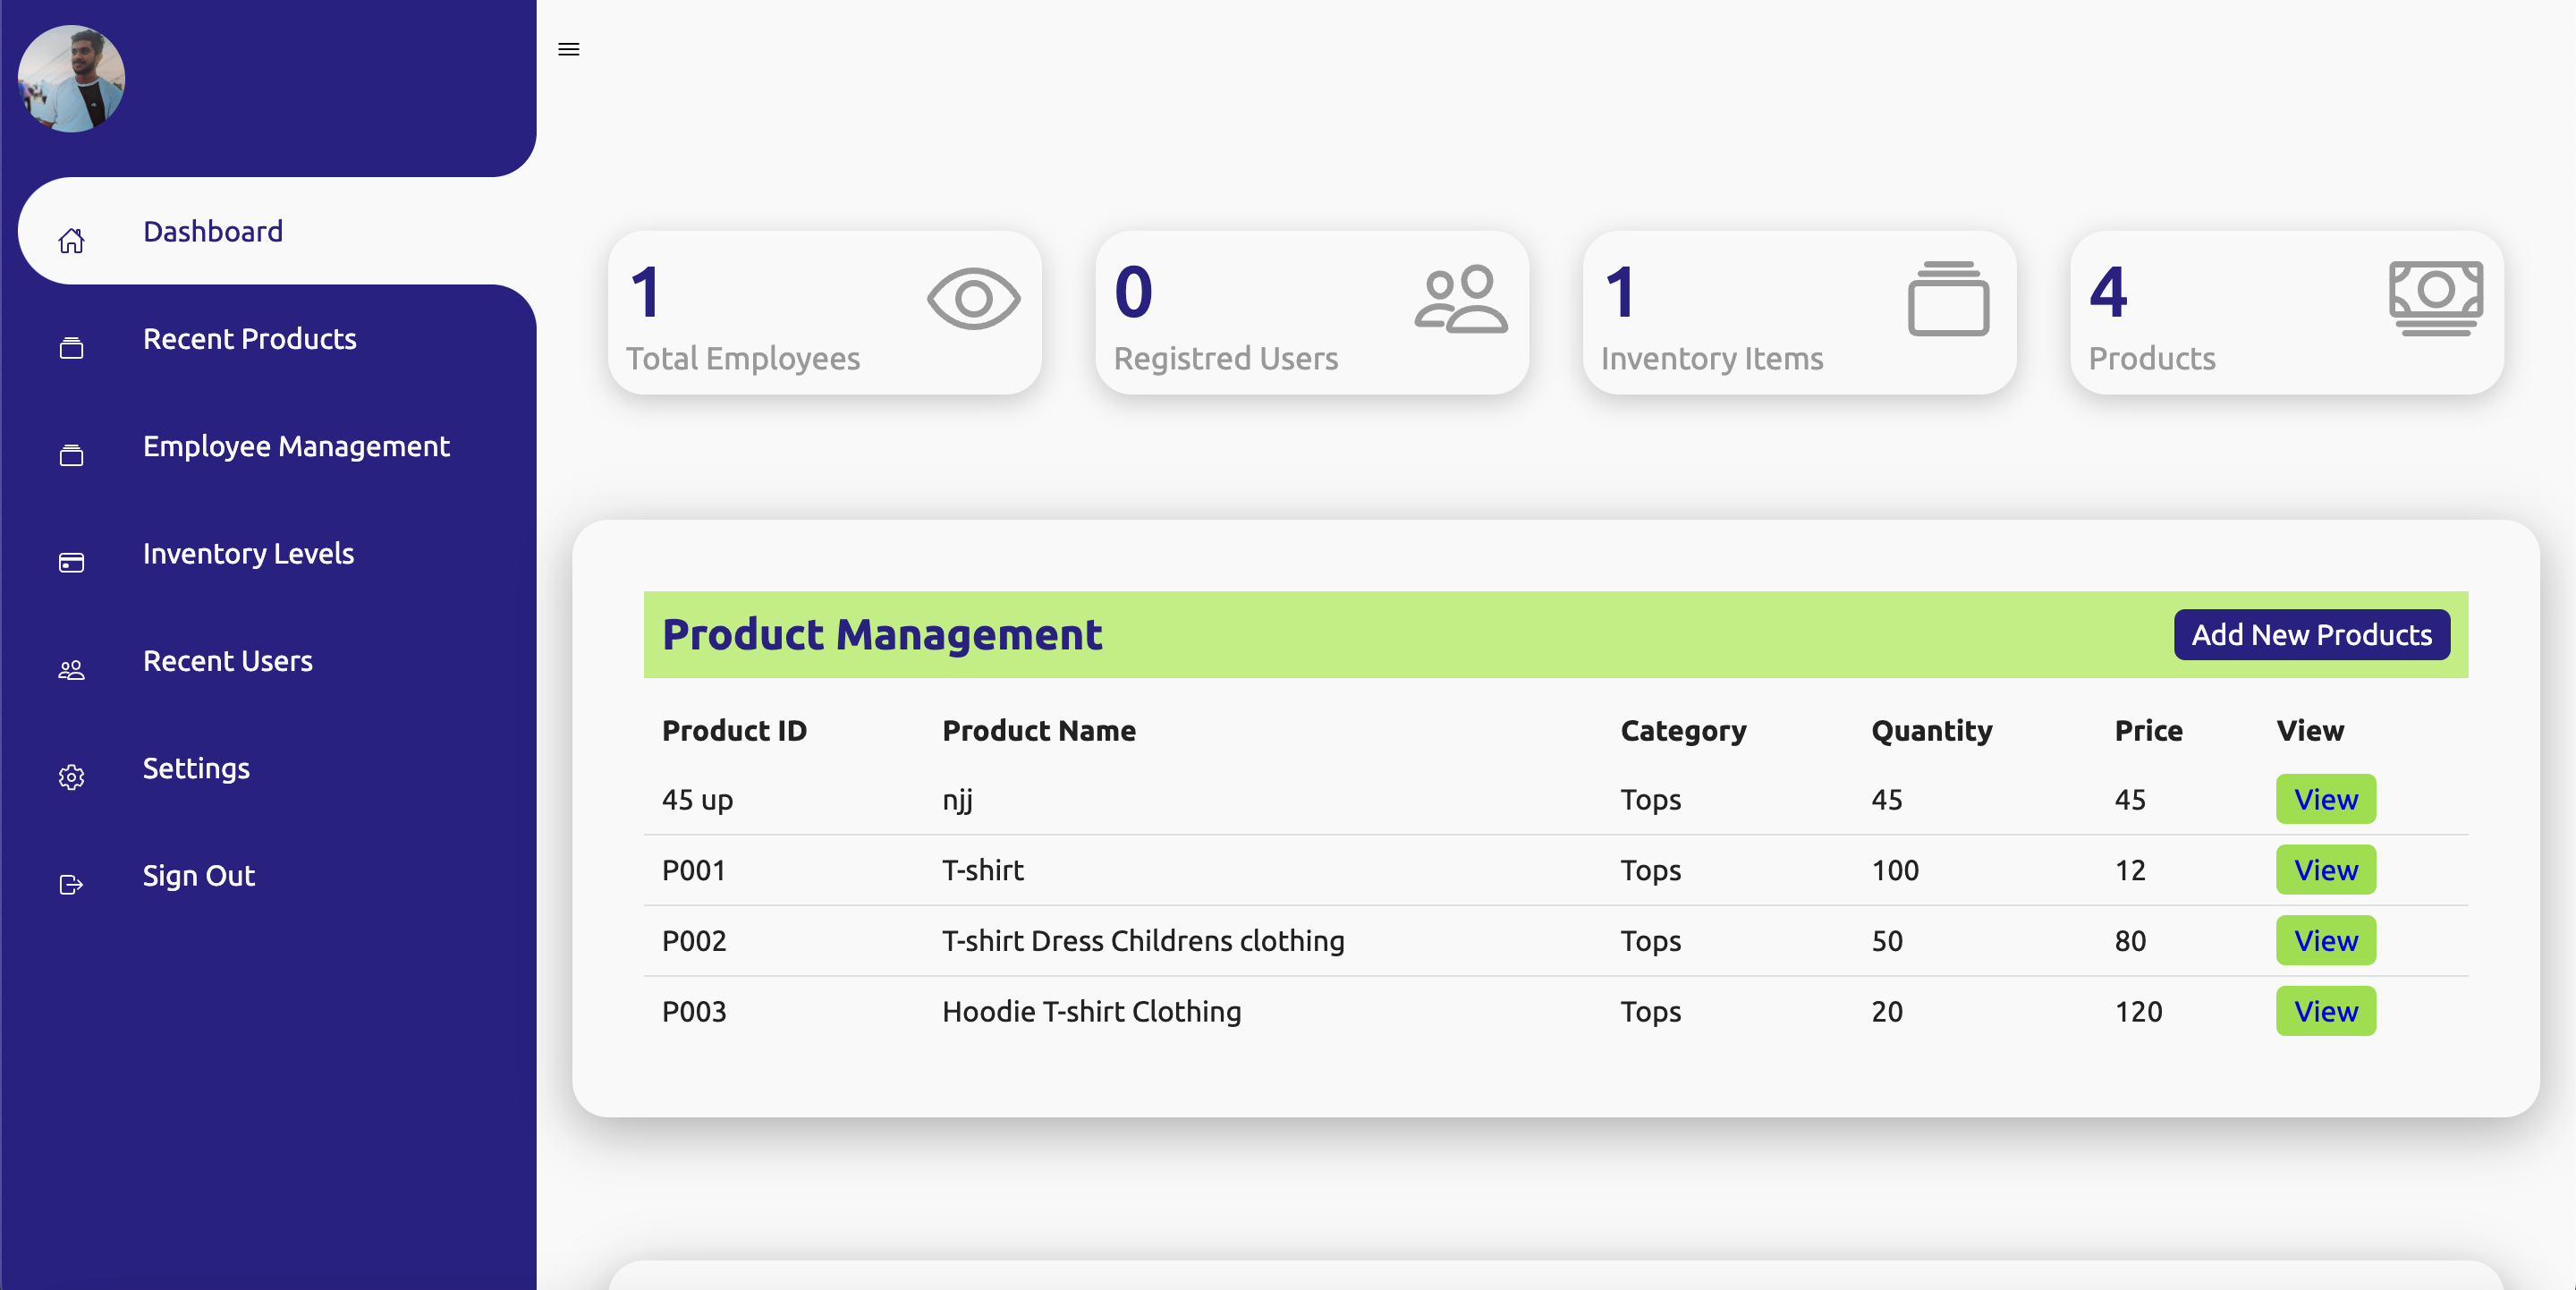 Dashboard
Recent Products
Employee Management
Inventory Levels
Recent Users
Settings
Sign Out
1
Total Employees
0
Registred Users
1
Inventory Items
4
Products
Product Management Add New Products
Product ID Product Name Category Quantity Price View
45 up njj Tops 45 45 View
P001 T-shirt Tops 100 12 View
P002 T-shirt Dress Childrens clothing Tops 50 80 View
P003 Hoodie T-shirt Clothing Tops 20 120 View